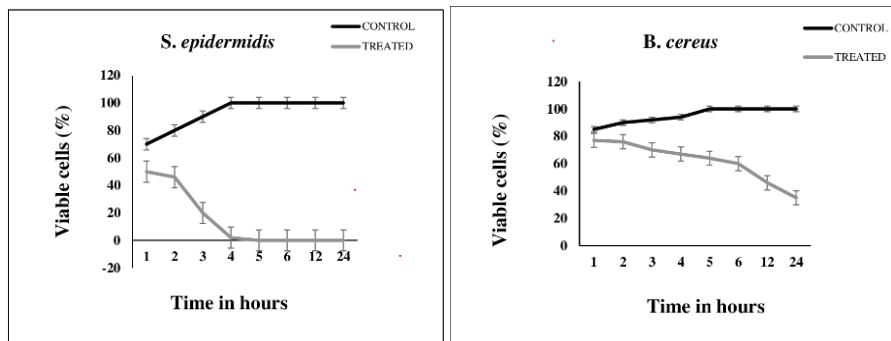 S. epidermidis
CONTROL
TREATED
Viable cells (%)
120
100
80
60
40
20
0
-20
1 2 3 4 5 6 12 24
Time in hours
B. cereus
CONTROL
TREATED
Viable cells (%)
120
100
80
60
40
20
0
1 2 3 4 5 6 12 24
Time in hours